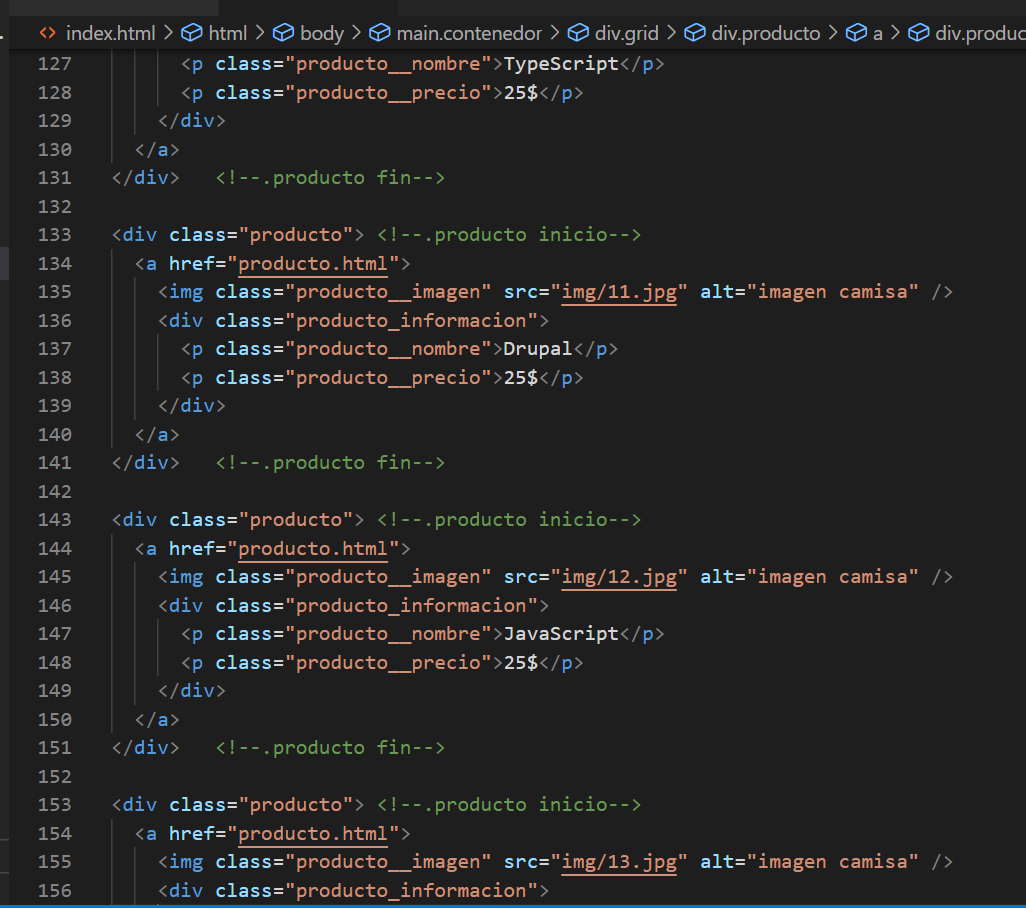 index.html > html > body > main.contenedor > div.grid > div.producto > a > div.produc
127 <p class="producto__nombre">TypeScript</p>
128 <p class="producto__precio">25$</p>
129 </div>
130 </a>
131 </div> <!--.producto fin-->
132
133 <div class="producto"> <!--.producto inicio-->
134 <a href="producto.html">
135 <img class="producto__imagen" src="img/11.jpg" alt="imagen camisa" />
136 <div class="producto_informacion">
137 <p class="producto__nombre">Drupal</p>
138 <p class="producto__precio">25$</p>
139 </div>
140 </a>
141 </div> <!--.producto fin-->
142
143 <div class="producto"> <!--.producto inicio-->
144 <a href="producto.html">
145 <img class="producto__imagen" src="img/12.jpg" alt="imagen camisa" />
146 <div class="producto_informacion">
147 <p class="producto__nombre">JavaScript</p>
148 <p class="producto__precio">25$</p>
149 </div>
150 </a>
151 </div> <!--.producto fin-->
152
153 <div class="producto"> <!--.producto inicio-->
154 <a href="producto.html">
155 <img class="producto__imagen" src="img/13.jpg" alt="imagen camisa" />
156 <div class="producto_informacion">